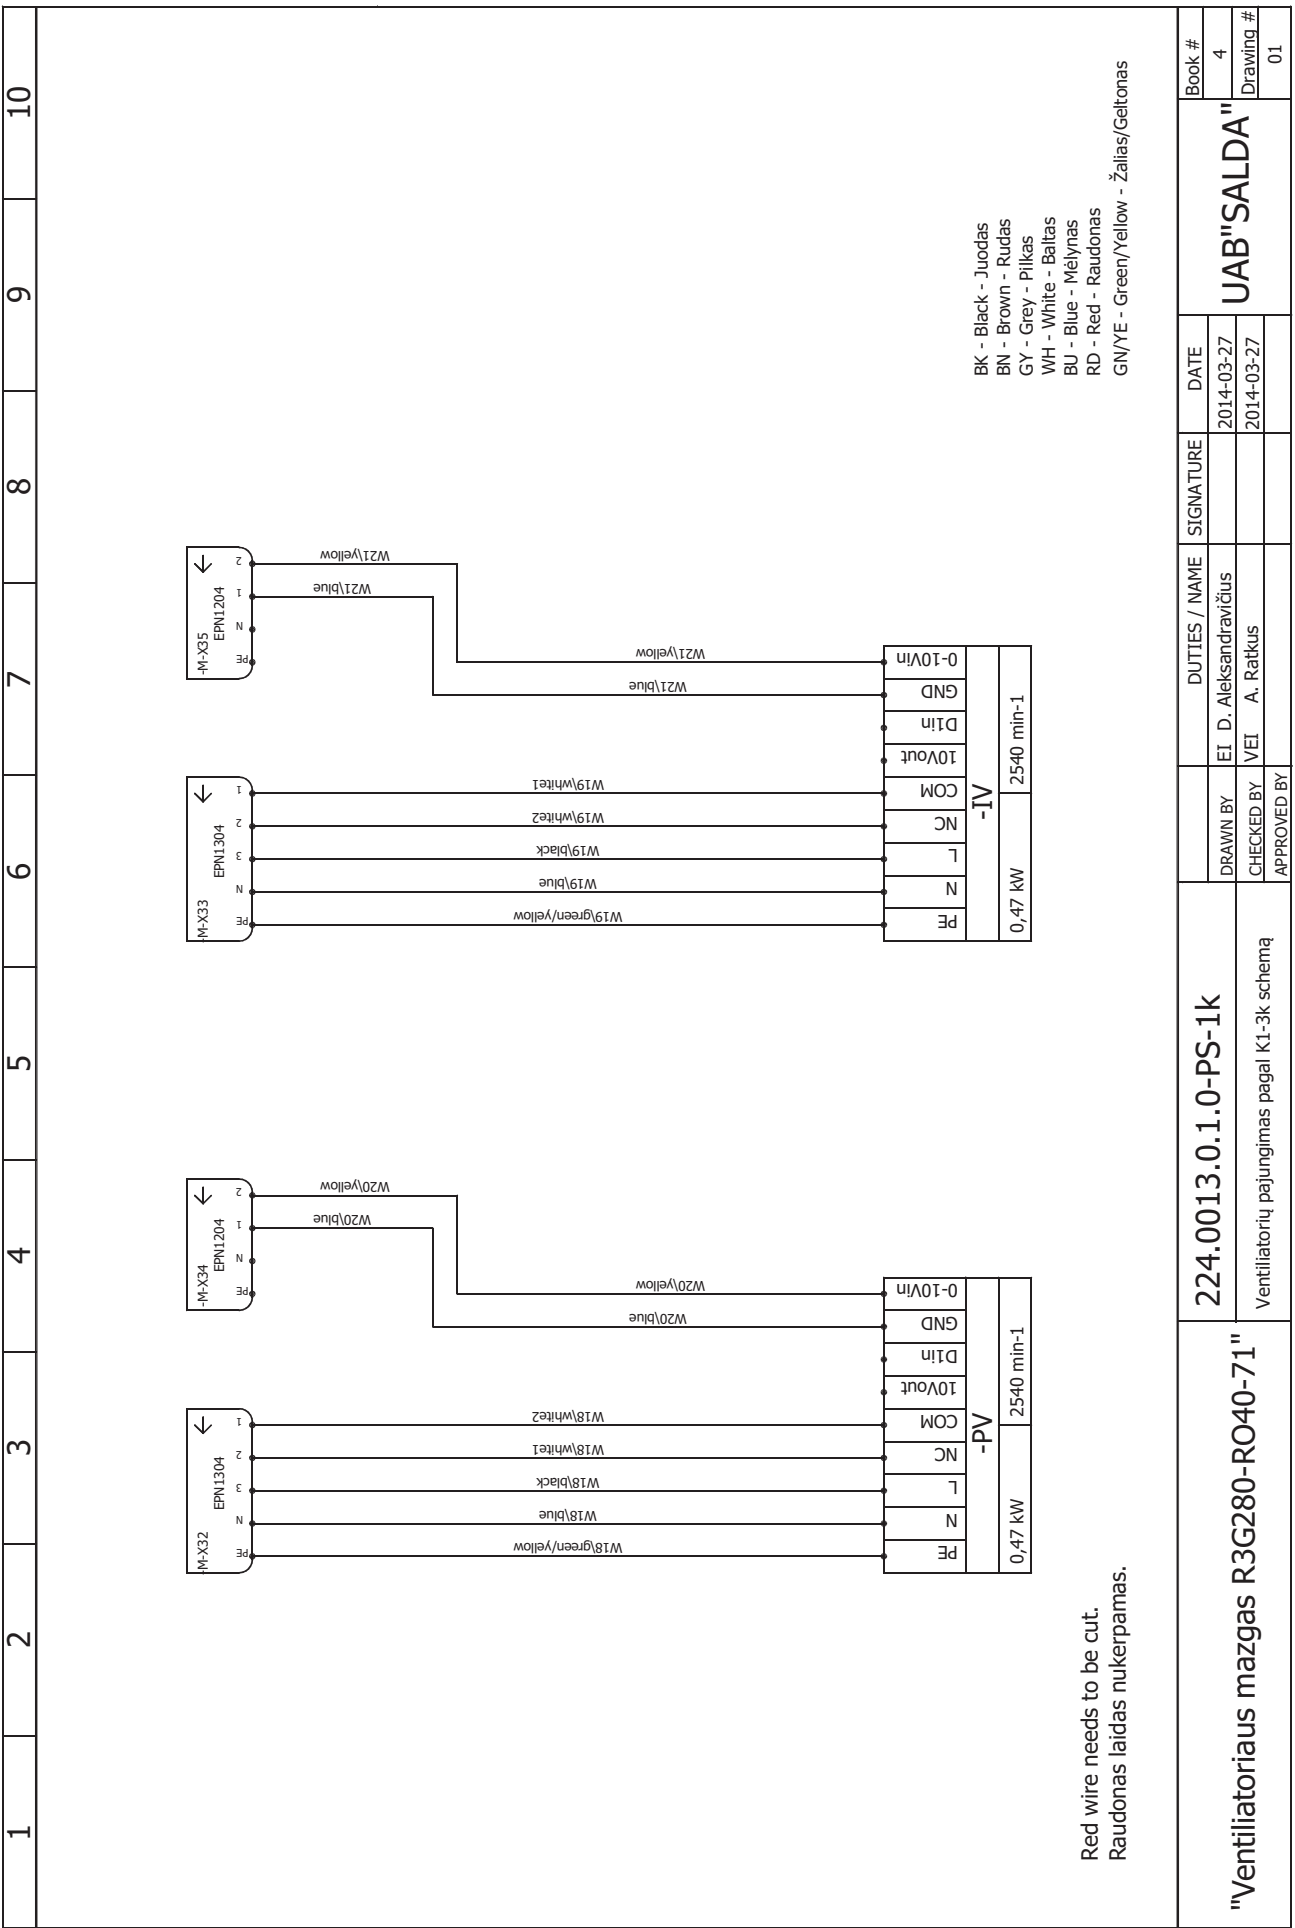 1
2
3
4
5
6
7
8
9
10
-M-X32
EPN1304
PE
N
3
2
1
-M-X34
EPN1204
PE
N
1
2
-M-X33
EPN1304
PE
N
3
2
1
-M-X35
EPN1204
PE
N
1
2
W18\green/yellow
W18\blue
W18\black
W18\white1
W18\white2
W20\blue
W20\yellow
W20\blue
W20\yellow
W19\green/yellow
W19\blue
W19\black
W19\white2
W19\white1
W21\blue
W21\yellow
W21\blue
W21\yellow
PE
N
L
NC
COM
10Vout
D1in
GND
0-10Vin
-PV
0,47 kW
2540 min-1
PE
N
L
NC
COM
10Vout
D1in
GND
0-10Vin
-IV
0,47 kW
2540 min-1
BK - Black - Juodas
BN - Brown - Rudas
GY - Grey - Pilkas
WH - White - Baltas
BU - Blue - Mėlynas
RD - Red - Raudonas
GN/YE - Green/Yellow - Žalias/Geltonas
Red wire needs to be cut.
Raudonas laidas nukerpamas.
"Ventiliatoriaus mazgas R3G280-RO40-71"
224.0013.0.1.0-PS-1k
Ventiliatorių pajungimas pagal K1-3k schemą
DUTIES / NAME
SIGNATURE
DATE
DRAWN BY
EI D. Aleksandravičius
2014-03-27
CHECKED BY
VEI A. Ratkus
2014-03-27
APPROVED BY
UAB"SALDA"
Book #
4
Drawing #
01